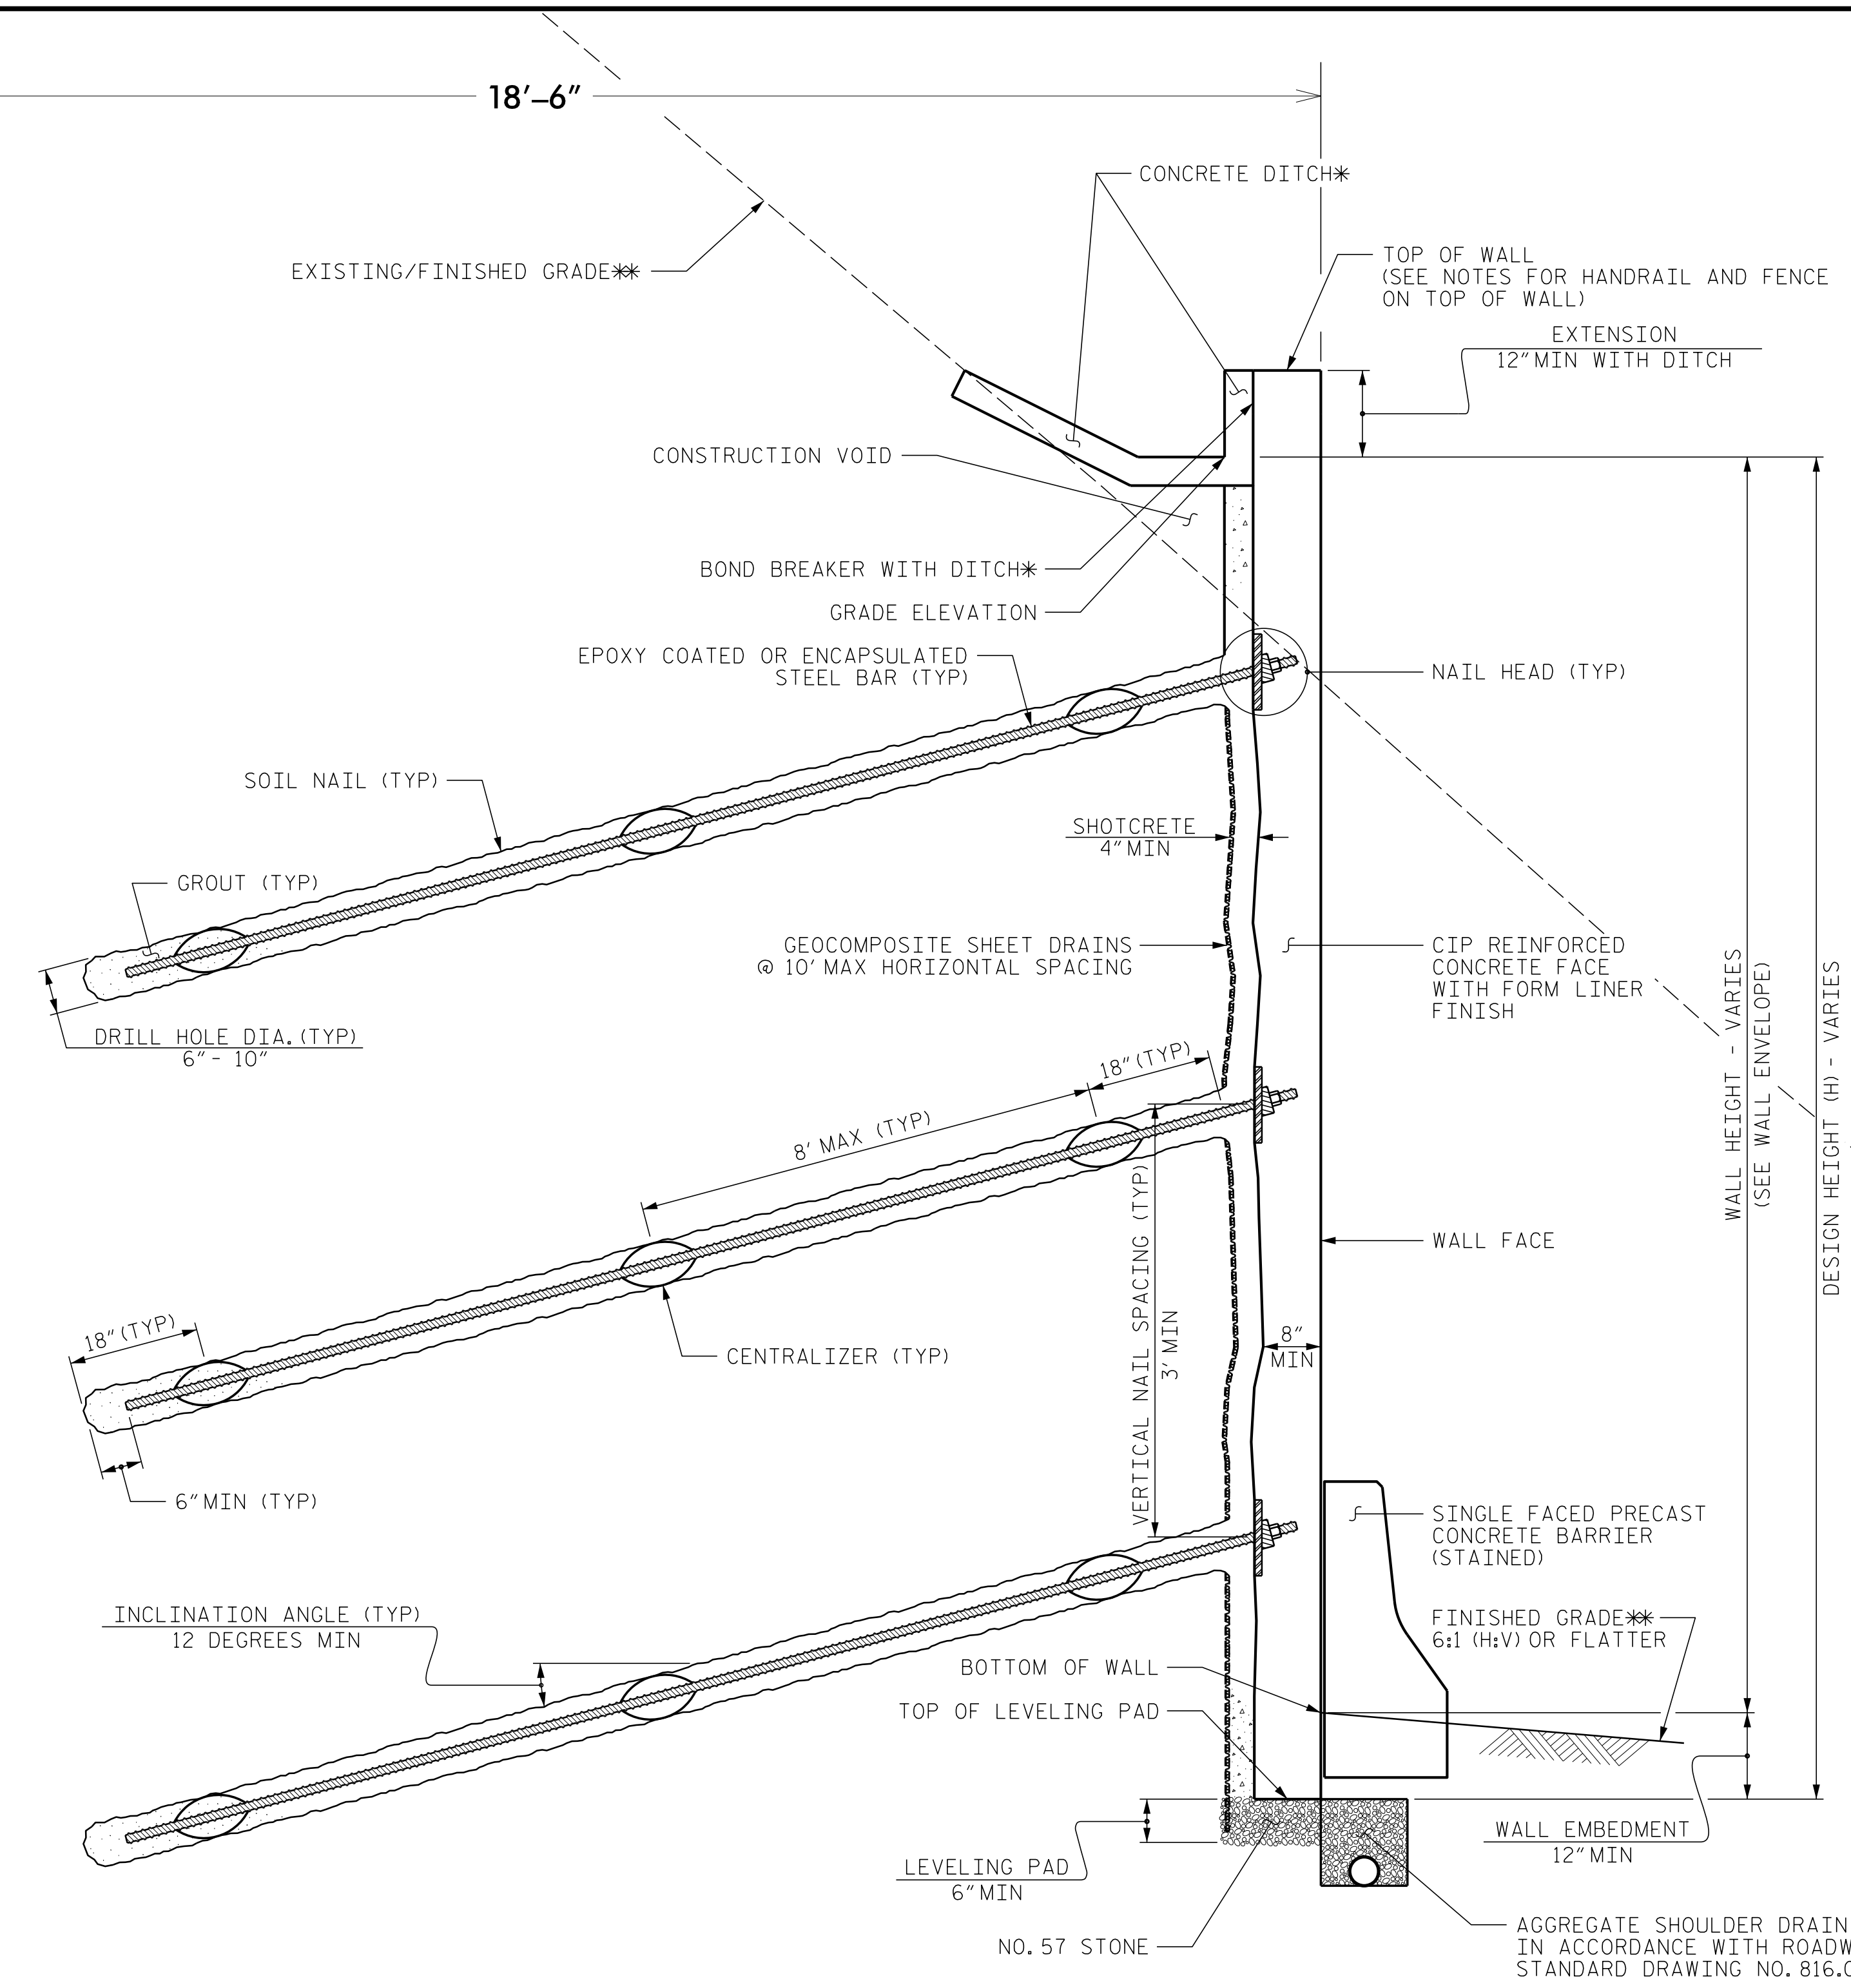 18'–6"
CONCRETE DITCH*
EXISTING/FINISHED GRADE**
TOP OF WALL
(SEE NOTES FOR HANDRAIL AND FENCE
ON TOP OF WALL)
EXTENSION
12" MIN WITH DITCH
CONSTRUCTION VOID
BOND BREAKER WITH DITCH*
GRADE ELEVATION
EPOXY COATED OR ENCAPSULATED
STEEL BAR (TYP)
NAIL HEAD (TYP)
SOIL NAIL (TYP)
SHOTCRETE
4" MIN
GROUT (TYP)
GEOCOMPOSITE SHEET DRAINS
@ 10' MAX HORIZONTAL SPACING
CIP REINFORCED
CONCRETE FACE
WITH FORM LINER
FINISH
DRILL HOLE DIA. (TYP)
6" - 10"
18" (TYP)
8' MAX (TYP)
WALL HEIGHT - VARIES
(SEE WALL ENVELOPE)
DESIGN HEIGHT (H) - VARIES
VERTICAL NAIL SPACING (TYP)
3' MIN
WALL FACE
18" (TYP)
CENTRALIZER (TYP)
8"
MIN
6" MIN (TYP)
SINGLE FACED PRECAST
CONCRETE BARRIER
(STAINED)
INCLINATION ANGLE (TYP)
12 DEGREES MIN
FINISHED GRADE**
6:1 (H:V) OR FLATTER
BOTTOM OF WALL
TOP OF LEVELING PAD
WALL EMBEDMENT
12" MIN
LEVELING PAD
6" MIN
NO. 57 STONE
AGGREGATE SHOULDER DRAIN
IN ACCORDANCE WITH
STANDARD DRAWING NO.